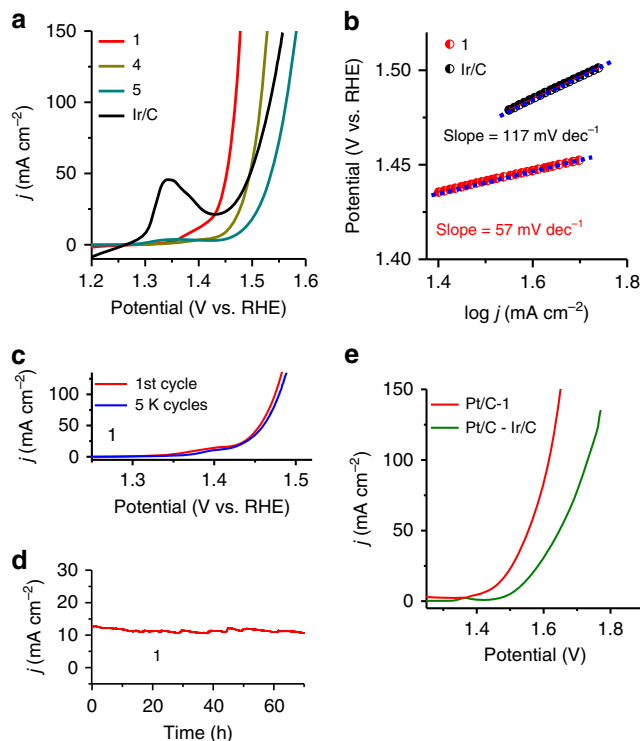 a
150
100
50
0
j (mA cm⁻²)
1
4
5
Ir/C
1.2 1.3 1.4 1.5 1.6
Potential (V vs. RHE)
b
1.50
1.45
1.40
Potential (V vs. RHE)
1
Ir/C
Slope = 117 mV dec⁻¹
Slope = 57 mV dec⁻¹
1.4 1.6 1.8
log j (mA cm⁻²)
c
100
50
0
j (mA cm⁻²)
1st cycle
5 K cycles
1
1.3 1.4 1.5
Potential (V vs. RHE)
d
30
20
10
0
j (mA cm⁻²)
1
0 20 40 60
Time (h)
e
150
100
50
0
j (mA cm⁻²)
Pt/C-1
Pt/C - Ir/C
1.4 1.6 1.8
Potential (V)